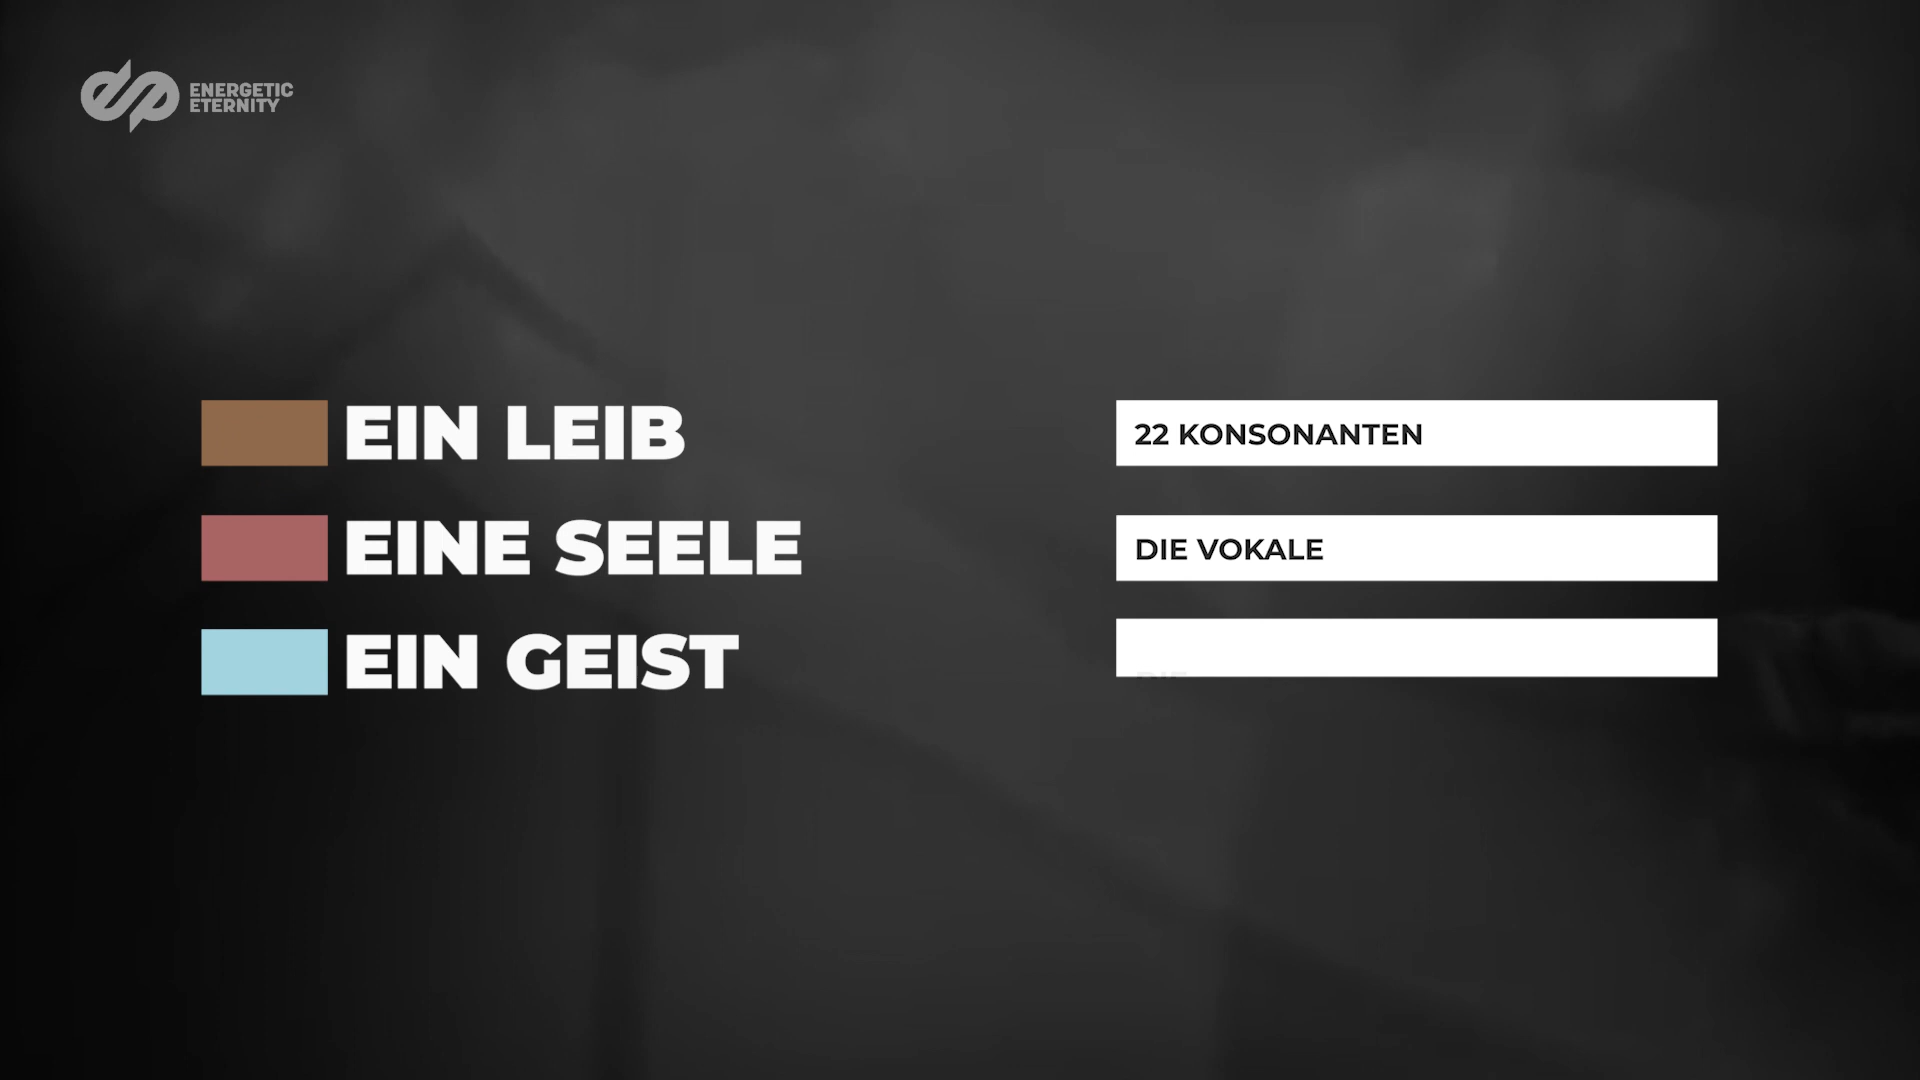 ENERGETIC
ETERNITY
EIN LEIB
22 KONSONANTEN
EINE SEELE
DIE VOKALE
EIN GEIST